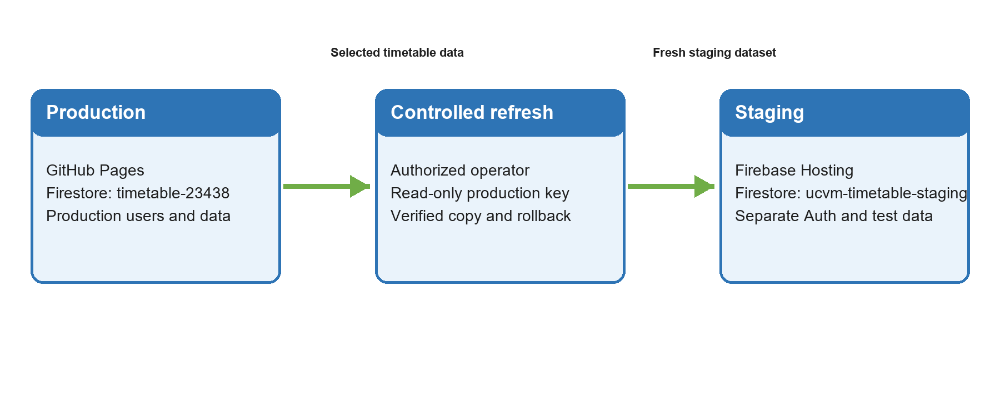 Selected timetable data
Fresh staging dataset
Production
GitHub Pages
Firestore: timetable-23438
Production users and data
Controlled refresh
Authorized operator
Read-only production key
Verified copy and rollback
Staging
Firebase Hosting
Firestore: ucvm-timetable-staging
Separate Auth and test data